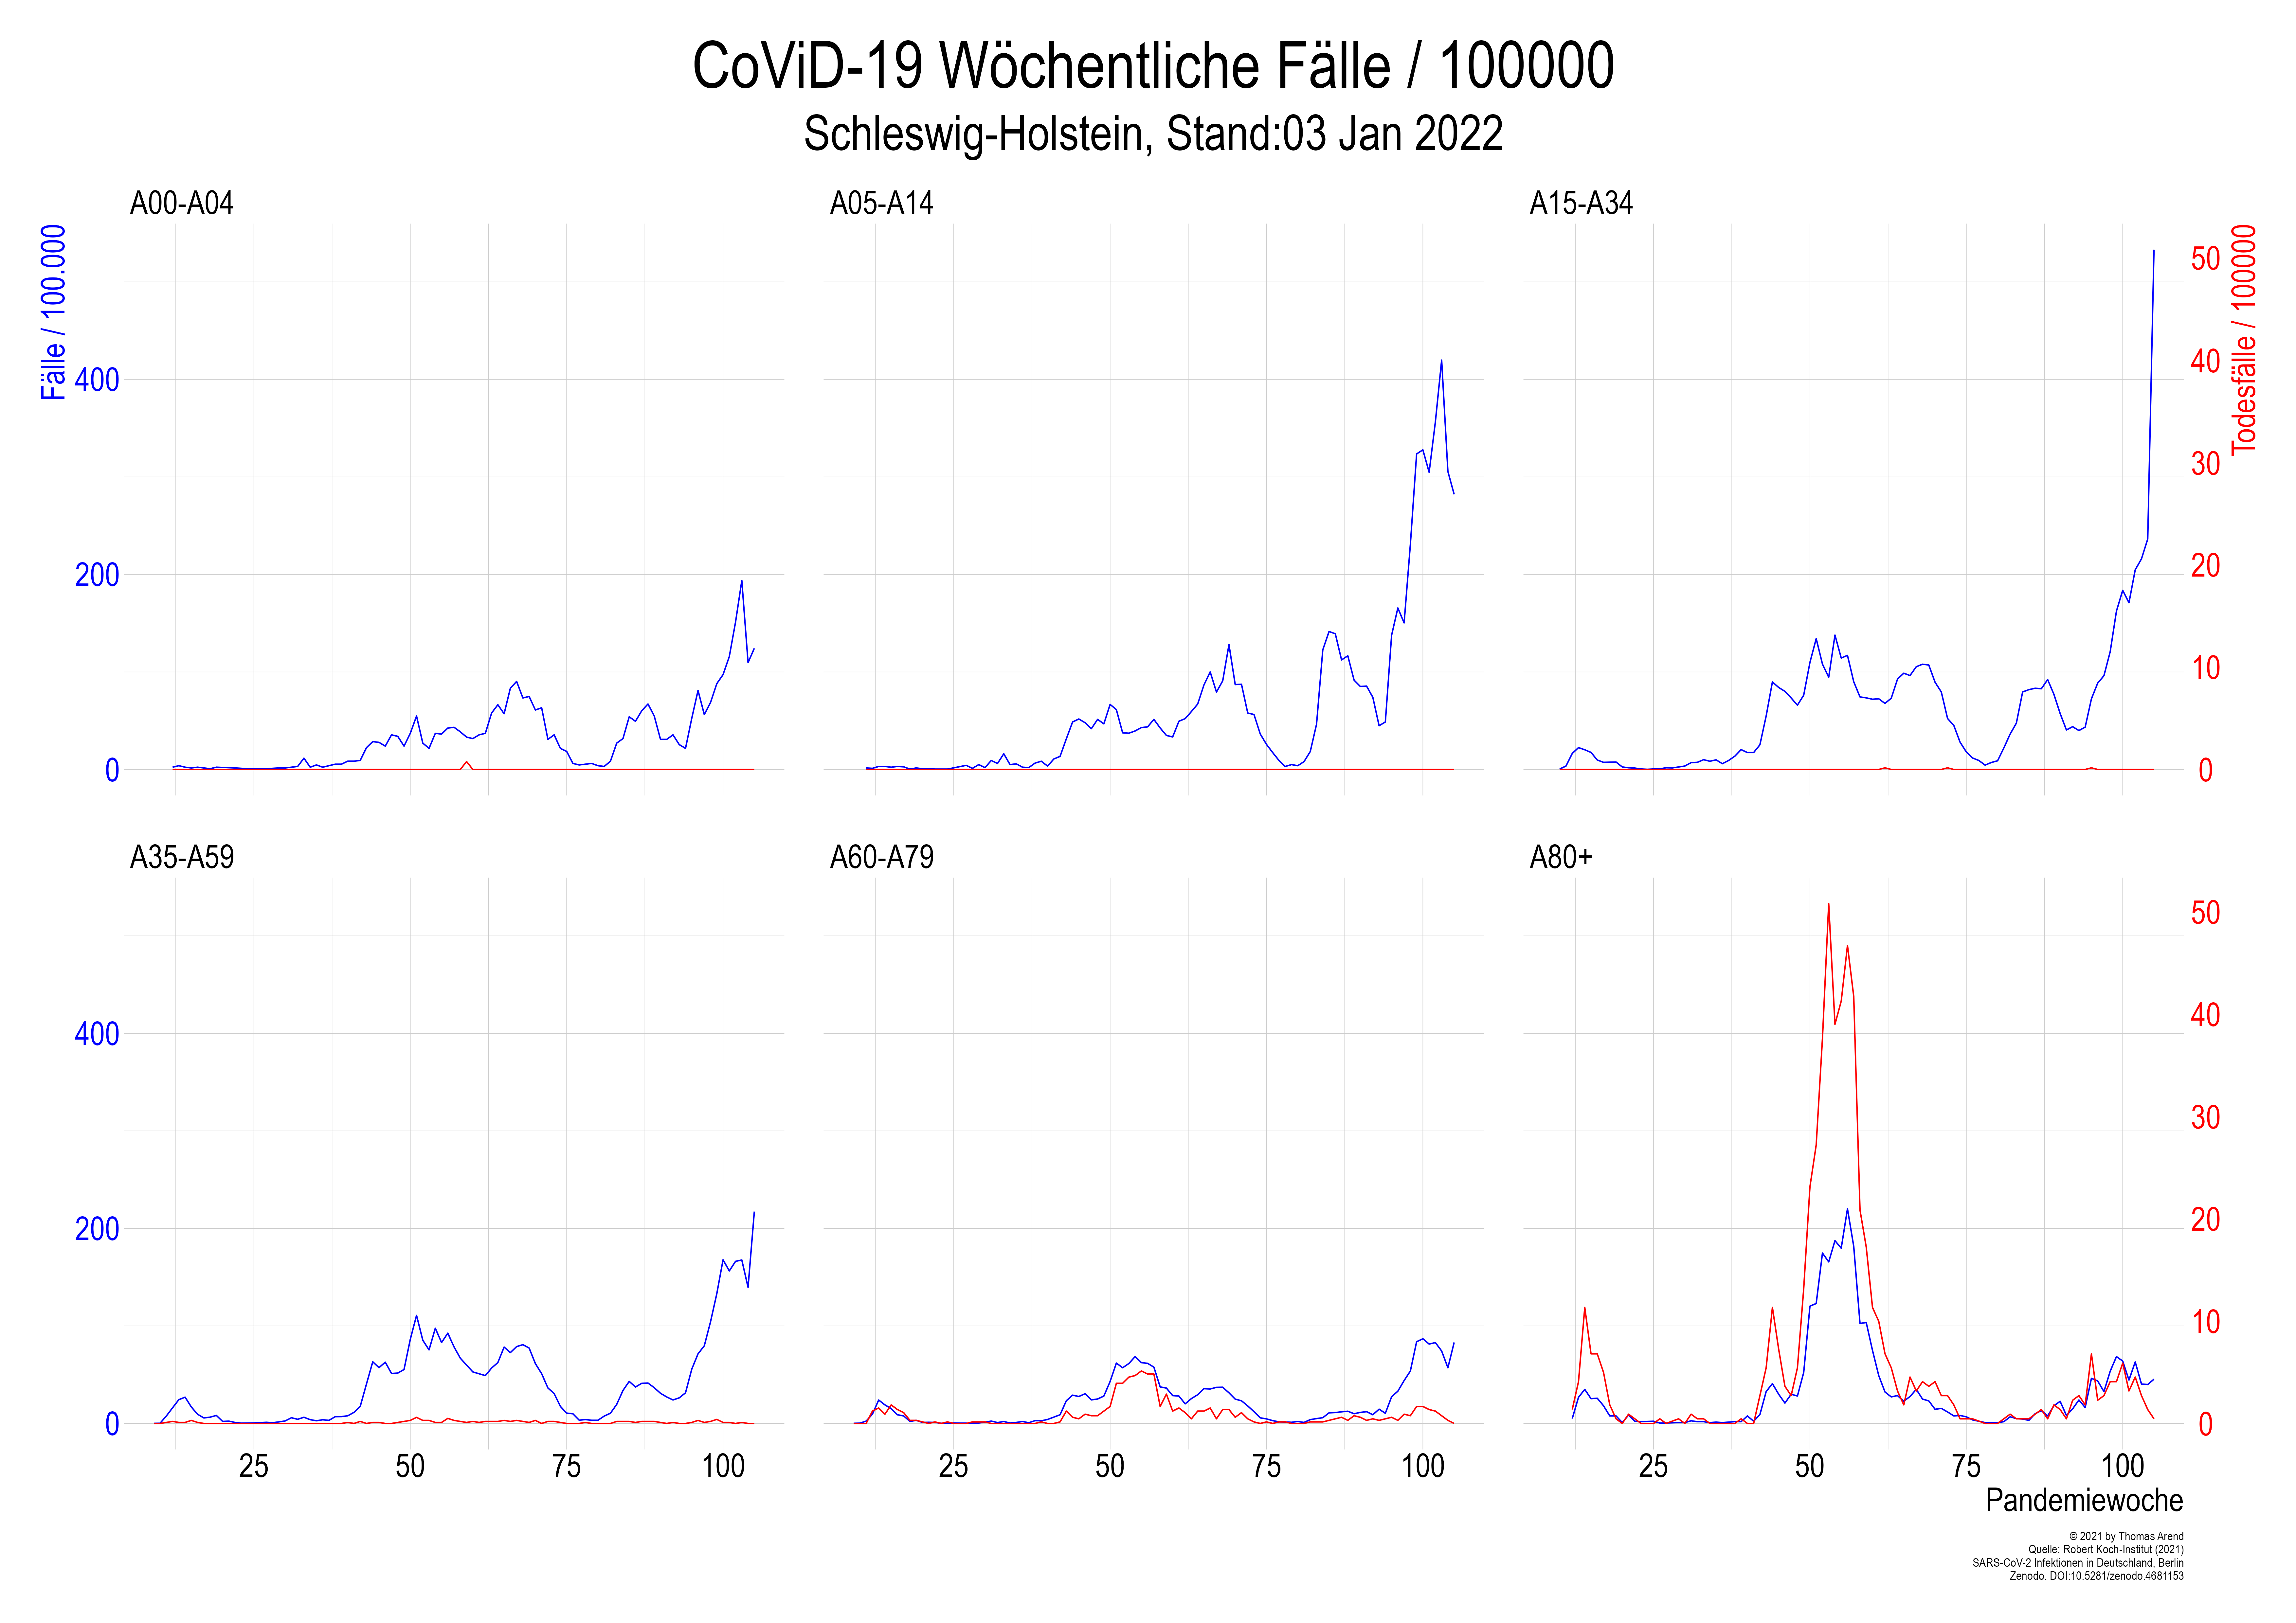 CoViD-19 Wöchentliche Fälle / 100000
Schleswig-Holstein, Stand:03 Jan 2022
A00-A04
A05-A14
A15-A34
Fälle / 100.000
400
200
0
50
40
30
20
10
0
Todesfälle / 100000
A35-A59
A60-A79
A80+
400
200
0
50
40
30
20
10
0
25
50
75
100
25
50
75
100
25
50
75
100
Pandemiewoche
© 2021 by Thomas Arend
Quelle: Robert Koch-Institut (2021)
SARS-CoV-2 Infektionen in Deutschland, Berlin
Zenodo. DOI:10.5281/zenodo.4681153